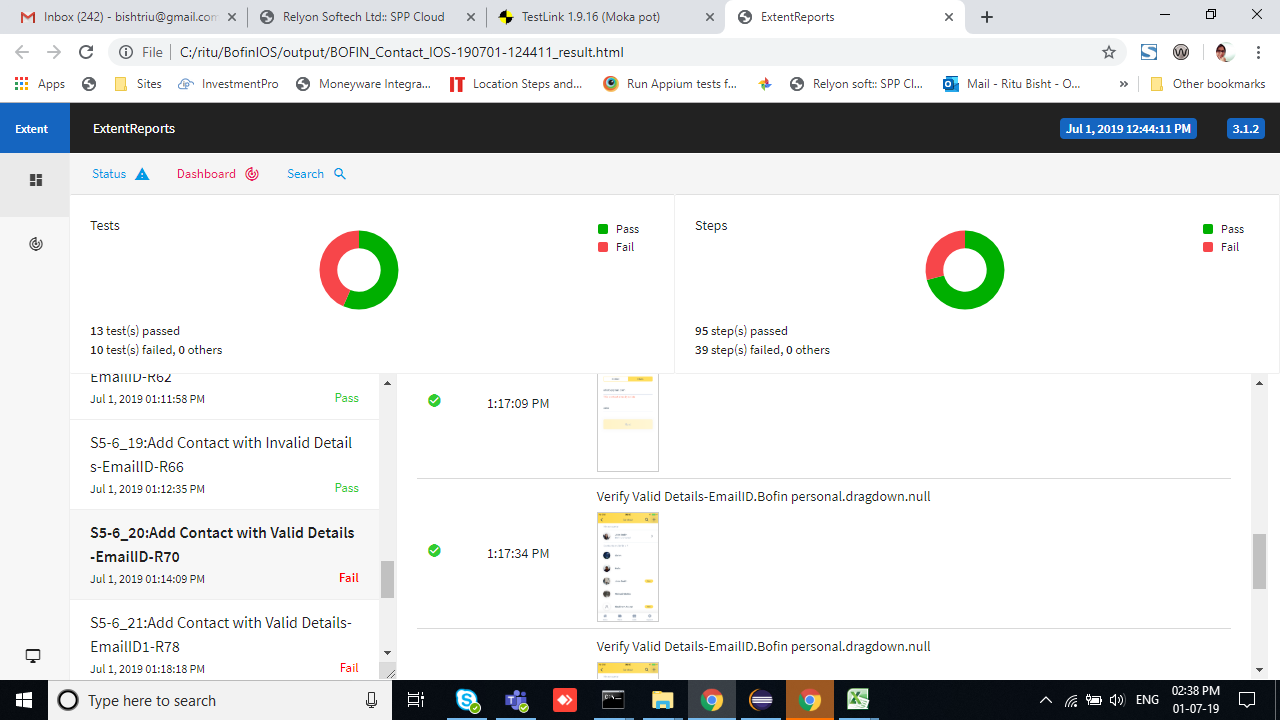 Inbox (242) - bishtriu@gmail.com
Relyon Softech Ltd:: SPP Cloud
TestLink 1.9.16 (Moka pot)
ExtentReports
File
C:/ritu/BofinIOS/output/BOFIN_Contact_IOS-190701-124411_result.html
Apps
Sites
InvestmentPro
Moneyware Integra...
Location Steps and...
Run Appium tests f...
Relyon soft:: SPP Cl...
Mail - Ritu Bisht - O...
»
Other bookmarks
Extent
ExtentReports
Jul 1, 2019 12:44:11 PM
3.1.2
Status
Dashboard
Search
Tests
Pass
Fail
13 test(s) passed
10 test(s) failed, 0 others
Steps
Pass
Fail
95 step(s) passed
39 step(s) failed, 0 others
EmailID-R62
Jul 1, 2019 01:11:58 PM
Pass
S5-6_19:Add Contact with Invalid Detail
s-EmailID-R66
Jul 1, 2019 01:12:35 PM
Pass
S5-6_20:Add Contact with Valid Details
-EmailID-R70
Jul 1, 2019 01:14:09 PM
Fail
S5-6_21:Add Contact with Valid Details-
EmailID1-R78
Jul 1, 2019 01:18:18 PM
Fail
1:17:09 PM
Verify Valid Details-EmailID.Bofin personal.dragdown.null
1:17:34 PM
Verify Valid Details-EmailID.Bofin personal.dragdown.null
Type here to search
ENG
02:38 PM
01-07-19